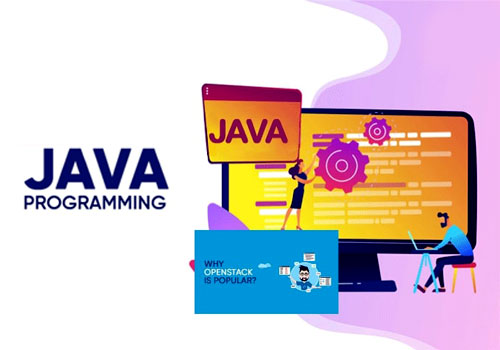 JAVA
PROGRAMMING
JAVA
WHY
OPENSTACK
IS POPULAR?